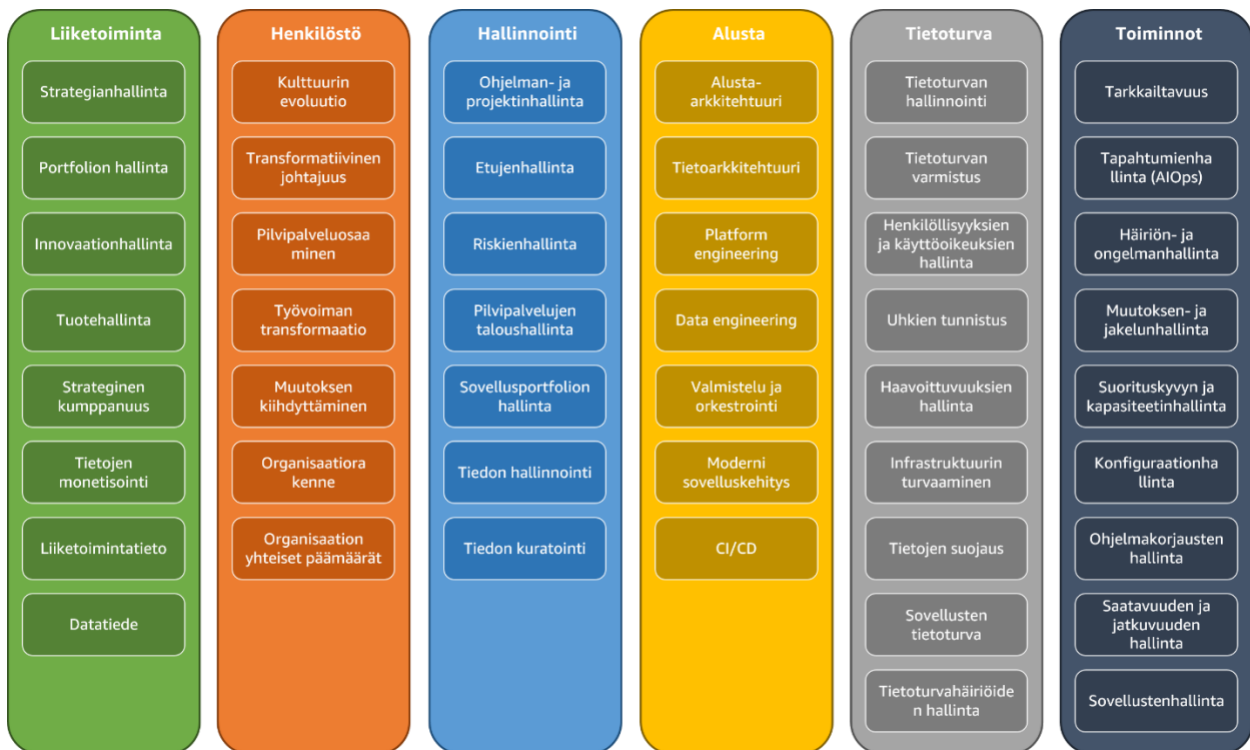 Liiketoiminta
Strategianhallinta
Portfolion hallinta
Innovaationhallinta
Tuotehallinta
Strateginen
kumppanuus
Tietojen
monetisointi
Liiketoimintatieto
Datatiede
Henkilöstö
Kulttuurin
evoluutio
Transformatiivinen
johtajuus
Pilvipalveluosaa
minen
Työvoiman
transformaatio
Muutoksen
kiihdyttäminen
Organisaatiora
kenne
Organisaation
yhteiset päämäärät
Hallinnointi
Ohjelman- ja
projektinhallinta
Etujenhallinta
Riskienhallinta
Pilvipalvelujen
taloushallinta
Sovellusportfolion
hallinta
Tiedon hallinnointi
Tiedon kuratointi
Alusta
Alusta-
arkkitehtuuri
Tietoarkkitehtuuri
Platform
engineering
Data engineering
Valmistelu ja
orkestrointi
Moderni
sovelluskehitys
CI/CD
Tietoturva
Tietoturvan
hallinnointi
Tietoturvan
varmistus
Henkilöllisyyksien
ja käyttöoikeuksien
hallinta
Uhkien tunnistus
Haavoittuvuuksien
hallinta
Infrastruktuurin
turvaaminen
Tietojen suojaus
Sovellusten
tietoturva
Tietoturvahäiriöide
n hallinta
Toiminnot
Tarkkailtavuus
Tapahtumienha
llinta (AIOps)
Häiriön- ja
ongelmanhallinta
Muutoksen- ja
jakelunhallinta
Suorituskyvyn ja
kapasiteetinhallinta
Konfiguraationha
llinta
Ohjelmakorjausten
hallinta
Saatavuuden ja
jatkuvuuden
hallinta
Sovellustenhallinta